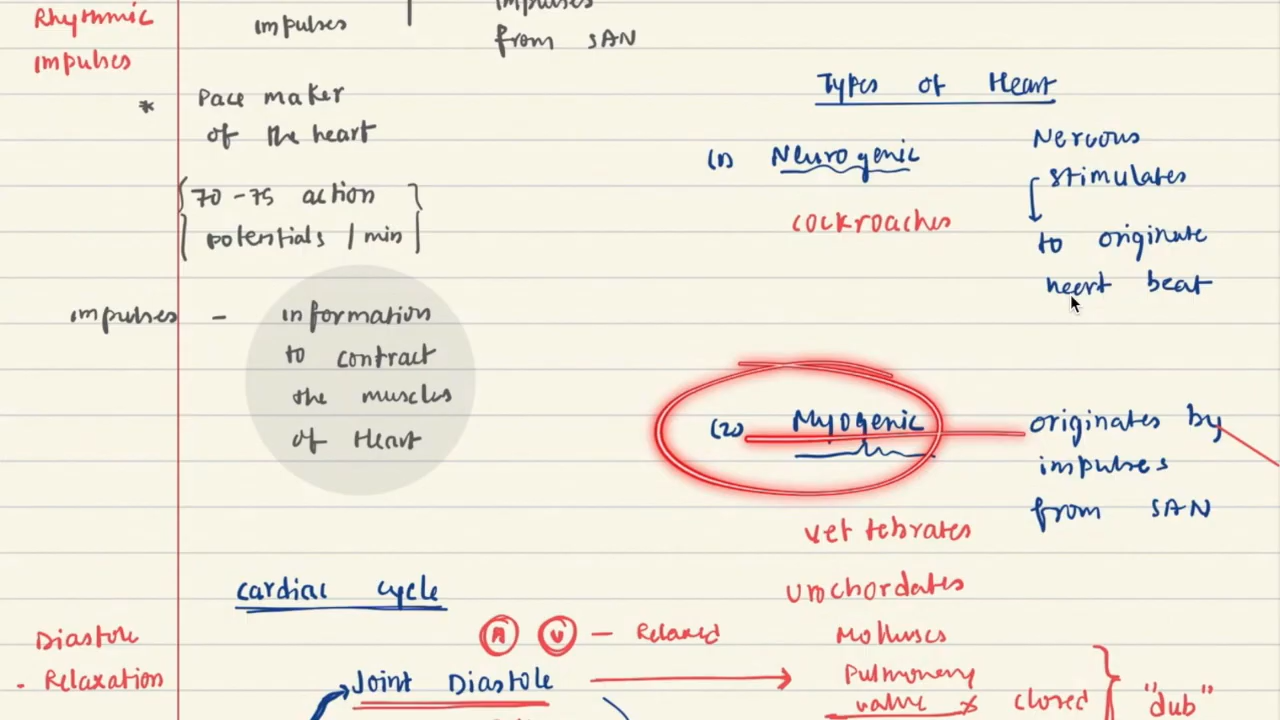 Rhythmic
impulses
impulses
impulses
from SAN
* Pace maker
of the heart
70 - 75 action
potentials / min
impulses - information
to contract
the muscles
of Heart
Types of Heart
(1) Neurogenic
cockroaches
Nervous
stimulates
to originate
heert beat
(2) Myogenic
originates by
impulses
from SAN
vertebrates
urochordates
Molluscs
cardiac cycle
Diastole
- Relaxation
A V - Relaxed
Joint Diastole
Pulmonary
valve x closed
"dub"